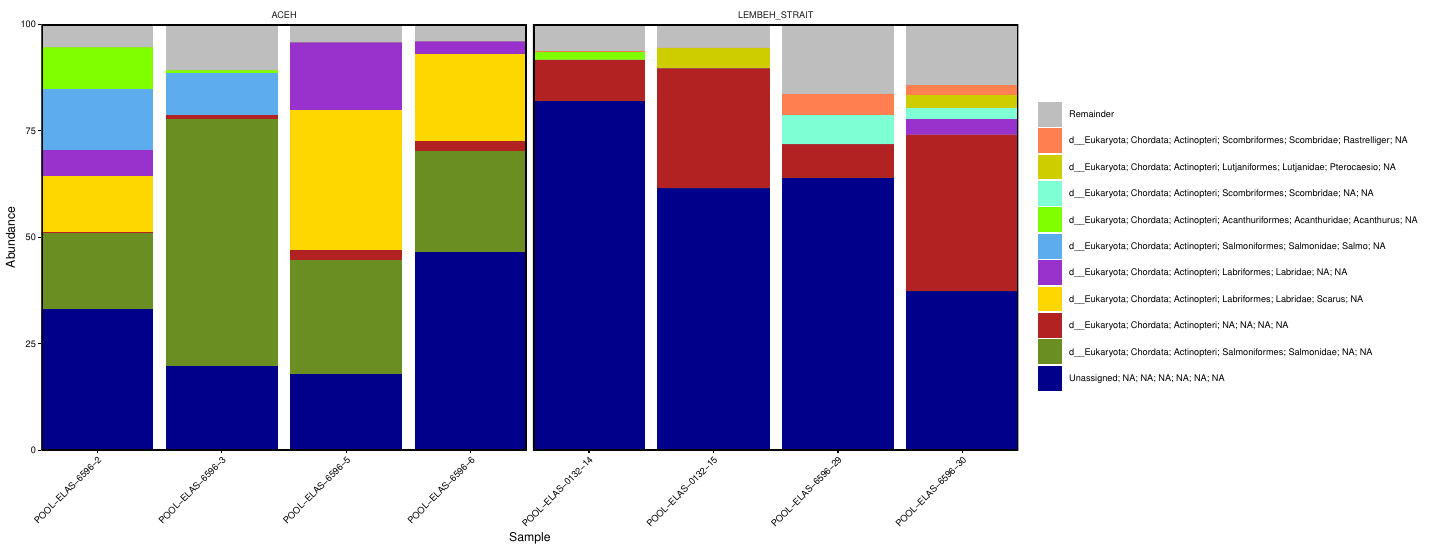 ACEH
LEMBEH_STRAIT
100
75
50
25
0
Abundance
POOL-ELAS-6596-2
POOL-ELAS-6596-3
POOL-ELAS-6596-5
POOL-ELAS-6596-6
POOL-ELAS-0132-14
POOL-ELAS-0132-15
POOL-ELAS-6596-29
POOL-ELAS-6596-30
Sample
Remainder
d__Eukaryota; Chordata; Actinopteri; Scombriformes; Scombridae; Rastrelliger; NA
d__Eukaryota; Chordata; Actinopteri; Lutjaniformes; Lutjanidae; Pterocaesio; NA
d__Eukaryota; Chordata; Actinopteri; Scombriformes; Scombridae; NA; NA
d__Eukaryota; Chordata; Actinopteri; Acanthuriformes; Acanthuridae; Acanthurus; NA
d__Eukaryota; Chordata; Actinopteri; Salmoniformes; Salmonidae; Salmo; NA
d__Eukaryota; Chordata; Actinopteri; Labriformes; Labridae; NA; NA
d__Eukaryota; Chordata; Actinopteri; Labriformes; Labridae; Scarus; NA
d__Eukaryota; Chordata; Actinopteri; NA; NA; NA; NA
d__Eukaryota; Chordata; Actinopteri; Salmoniformes; Salmonidae; NA; NA
Unassigned; NA; NA; NA; NA; NA; NA